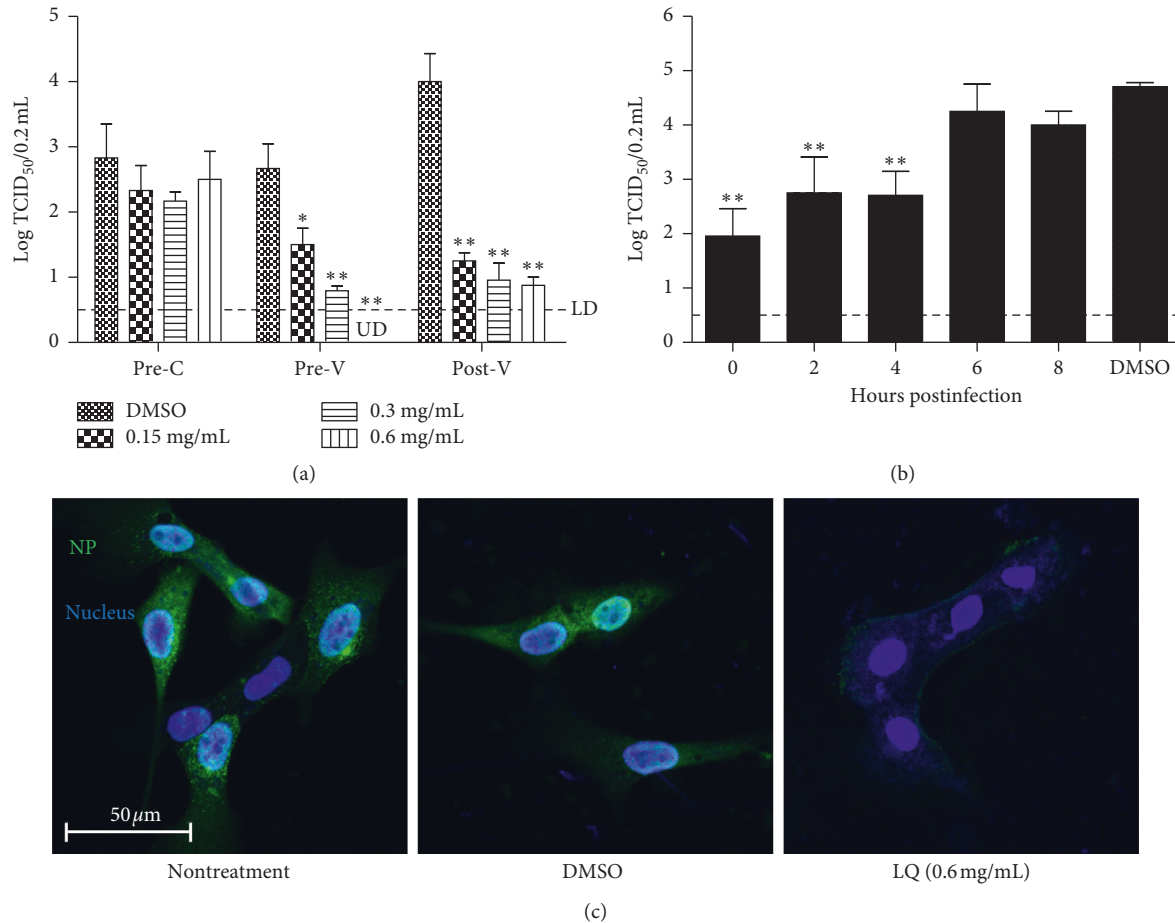 5
4
3
2
1
0
Log TCID50/0.2 mL
*
**
**
UD
**
**
**
LD
Pre-C
Pre-V
Post-V
DMSO
0.15 mg/mL
0.3 mg/mL
0.6 mg/mL
(a)
6
5
4
3
2
1
0
Log TCID50/0.2 mL
**
**
**
0
2
4
6
8
DMSO
Hours postinfection
(b)
NP
Nucleus
50 μm
Nontreatment
DMSO
LQ (0.6 mg/mL)
(c)